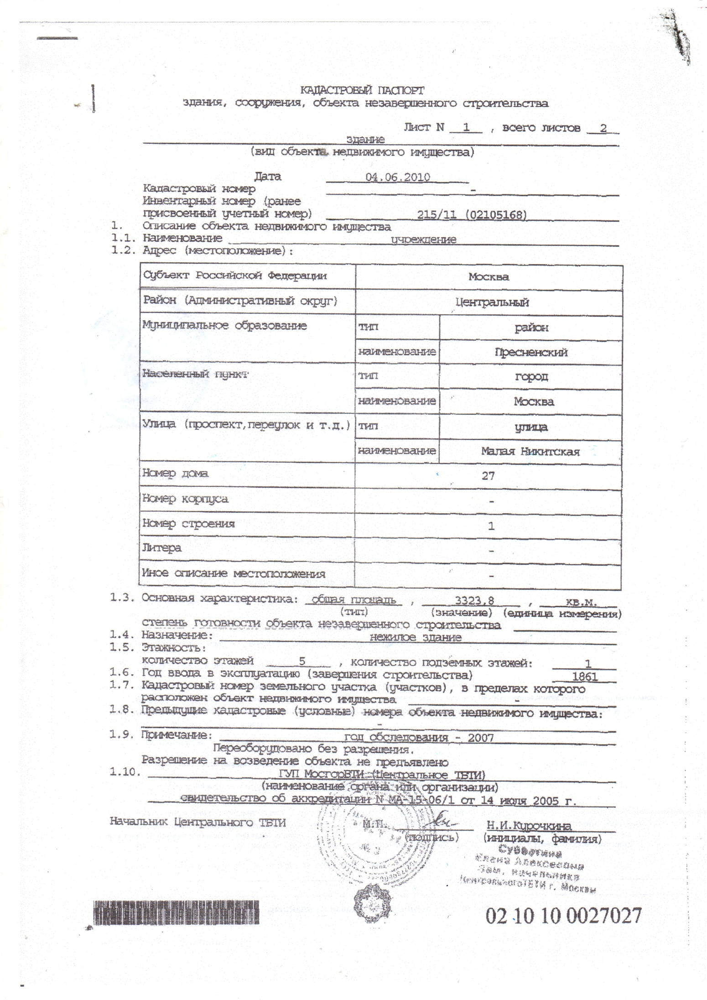 КАДАСТРОВЫЙ ПАСПОРТ
здания, сооружения, объекта незавершенного строительства
Лист N 1 , всего листов 2
здание
(вид объекта недвижимого имущества)
Дата 04.06.2010
Кадастровый номер -
Инвентарный номер (ранее
присвоенный учетный номер) 215/11 (02105168)
1. Описание объекта недвижимого имущества
1.1. Наименование учреждение
1.2. Адрес (местоположение):
Субъект Российской Федерации Москва
Район (Административный округ) Центральный
Муниципальное образование тип район
наименование Пресненский
Населенный пункт тип город
наименование Москва
Улица (проспект,переулок и т.д.) тип улица
наименование Малая Никитская
Номер дома 27
Номер корпуса -
Номер строения 1
Литера -
Иное описание местоположения -
1.3. Основная характеристика: общая площадь , 3323,8 , кв.м.
(тип) (значение) (единица измерения)
степень готовности объекта незавершенного строительства
1.4. Назначение: нежилое здание
1.5. Этажность:
количество этажей 5 , количество подземных этажей: 1
1.6. Год ввода в эксплуатацию (завершения строительства) 1861
1.7. Кадастровый номер земельного участка (участков), в пределах которого
расположен объект недвижимого имущества -
1.8. Предыдущие кадастровые (условные) номера объекта недвижимого имущества:
-
1.9. Примечание: год обследования - 2007
Переоборудовано без разрешения.
Разрешение на возведение объекта не предъявлено
1.10. ГУП МосгорБТИ (Центральное ТБТИ)
(наименование органа или организации)
свидетельство об аккредитации N МА-15-06/1 от 14 июля 2005 г.
Начальник Центрального ТБТИ М.П. Н.И.Курочкина
(подпись) (инициалы, фамилия)
Субботина
Елена Алексеевна
Зам. начальника
Центрального ТБТИ г. Москвы
02 10 10 0027027